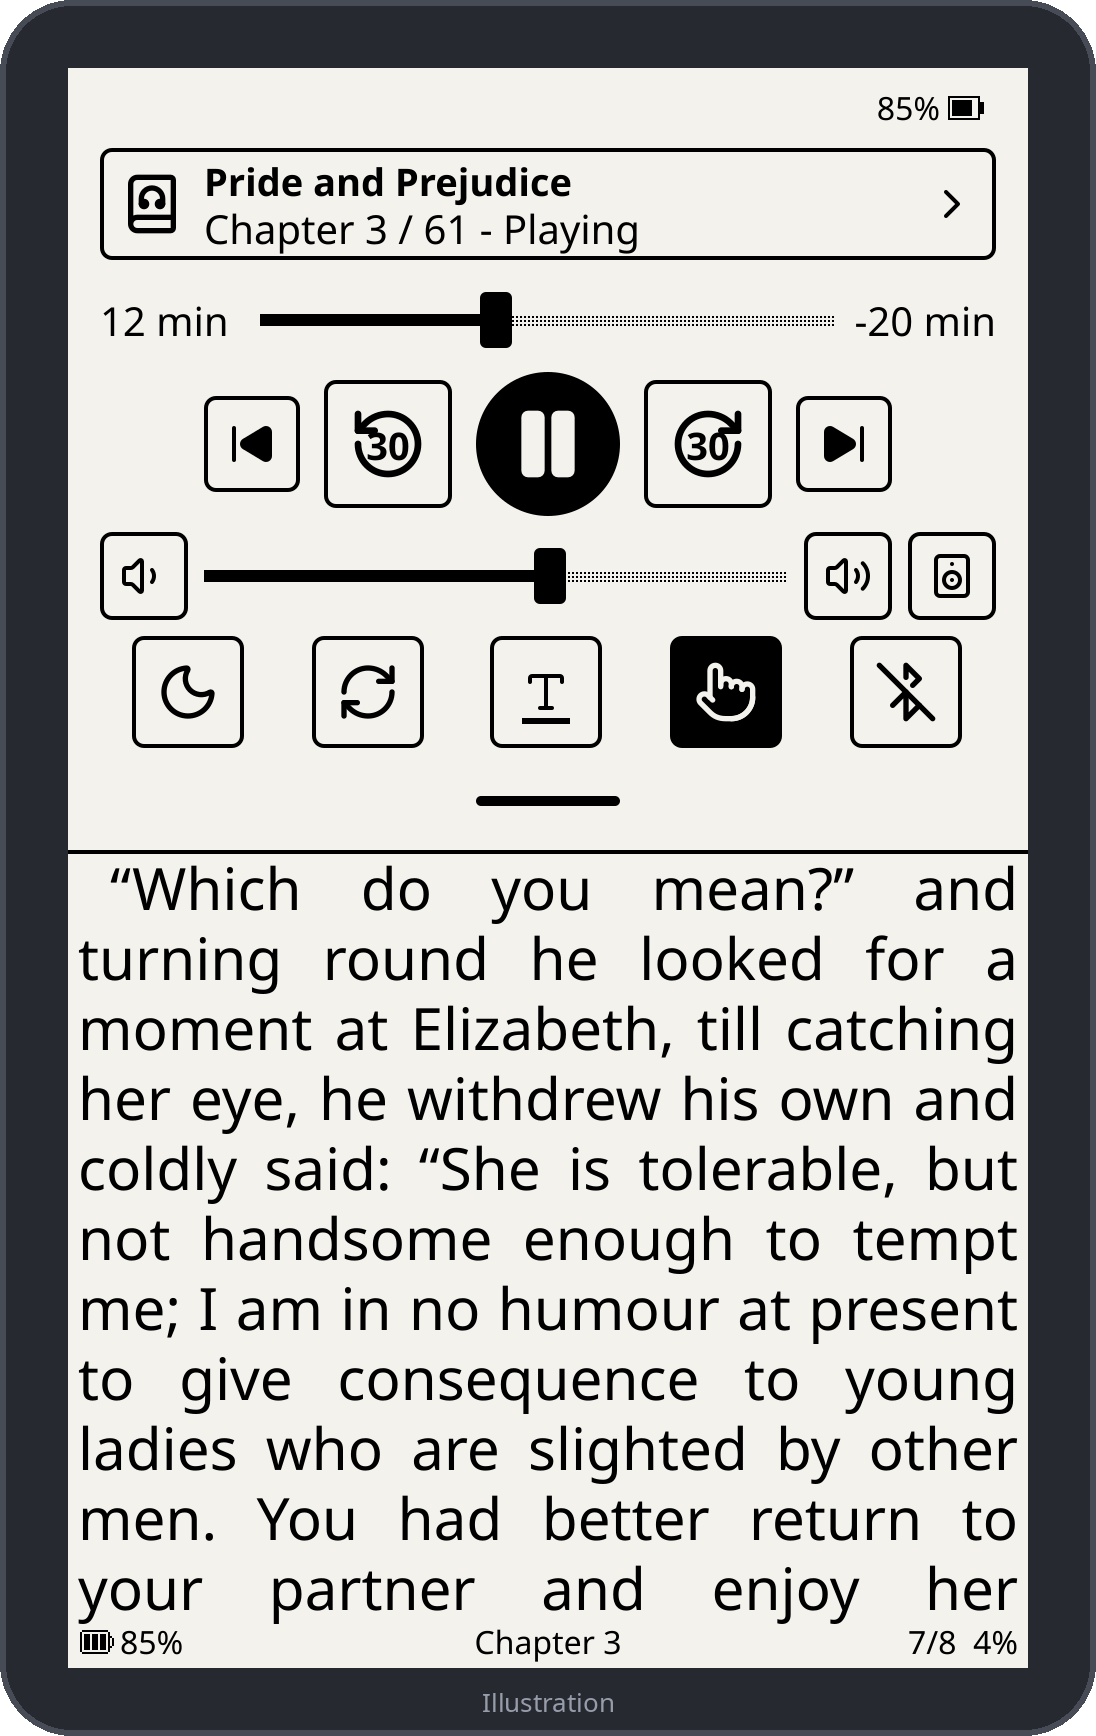 85%
Pride and Prejudice
Chapter 3 / 61 - Playing
12 min
-20 min
30
30
“Which do you mean?” and
turning round he looked for a
moment at Elizabeth, till catching
her eye, he withdrew his own and
coldly said: “She is tolerable, but
not handsome enough to tempt
me; I am in no humour at present
to give consequence to young
ladies who are slighted by other
men. You had better return to
your partner and enjoy her
85%
Chapter 3
7/8 4%
Illustration